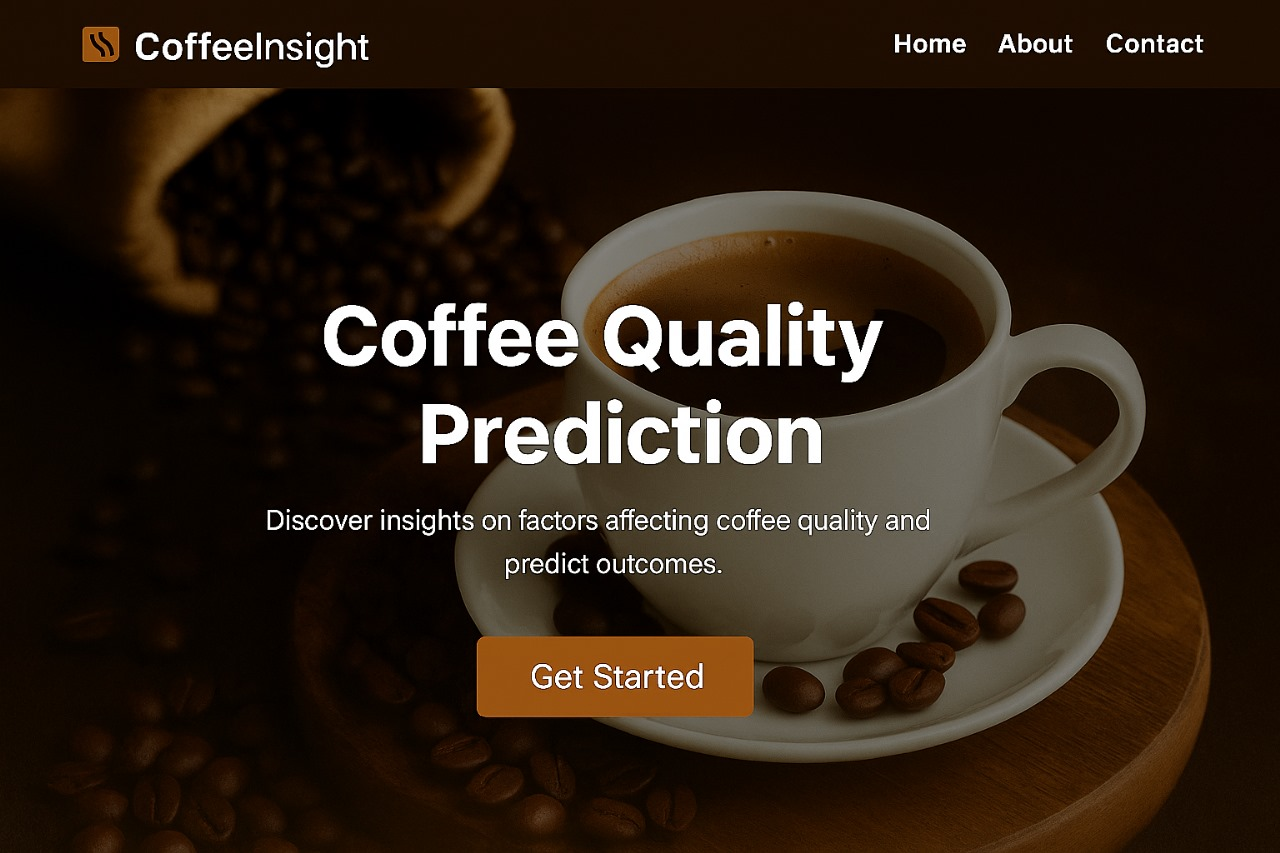 CoffeeInsight
Home About Contact
Coffee Quality
Prediction
Discover insights on factors affecting coffee quality and
predict outcomes.
Get Started